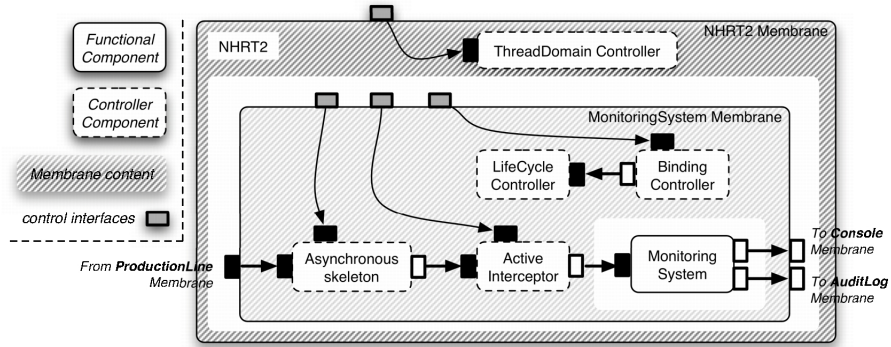 Functional
Component
Controller
Component
Membrane content
control interfaces
NHRT2
NHRT2 Membrane
ThreadDomain Controller
MonitoringSystem Membrane
LifeCycle
Controller
Binding
Controller
From ProductionLine
Membrane
Asynchronous
skeleton
Active
Interceptor
Monitoring
System
To Console
Membrane
To AuditLog
Membrane